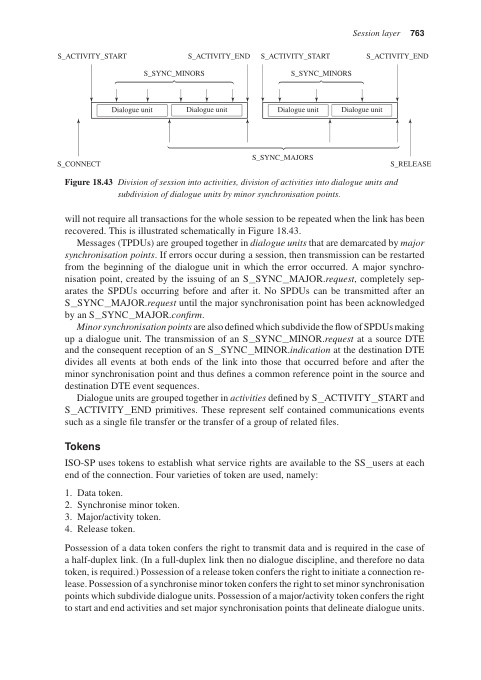 Session layer 763
S_ACTIVITY_START S_ACTIVITY_END S_ACTIVITY_START S_ACTIVITY_END
S_SYNC_MINORS S_SYNC_MINORS
Dialogue unit Dialogue unit Dialogue unit Dialogue unit
S_SYNC_MAJORS
S_CONNECT S_RELEASE
Figure 18.43 Division of session into activities, division of activities into dialogue units and
subdivision of dialogue units by minor synchronisation points.
will not require all transactions for the whole session to be repeated when the link has been
recovered. This is illustrated schematically in Figure 18.43.
Messages (TPDUs) are grouped together in dialogue units that are demarcated by major
synchronisation points. If errors occur during a session, then transmission can be restarted
from the beginning of the dialogue unit in which the error occurred. A major synchro-
nisation point, created by the issuing of an S_SYNC_MAJOR.request, completely sep-
arates the SPDUs occurring before and after it. No SPDUs can be transmitted after an
S_SYNC_MAJOR.request until the major synchronisation point has been acknowledged
by an S_SYNC_MAJOR.confirm.
Minor synchronisation points are also defined which subdivide the flow of SPDUs making
up a dialogue unit. The transmission of an S_SYNC_MINOR.request at a source DTE
and the consequent reception of an S_SYNC_MINOR.indication at the destination DTE
divides all events at both ends of the link into those that occurred before and after the
minor synchronisation point and thus defines a common reference point in the source and
destination DTE event sequences.
Dialogue units are grouped together in activities defined by S_ACTIVITY_START and
S_ACTIVITY_END primitives. These represent self contained communications events
such as a single file transfer or the transfer of a group of related files.
Tokens
ISO-SP uses tokens to establish what service rights are available to the SS_users at each
end of the connection. Four varieties of token are used, namely:
1. Data token.
2. Synchronise minor token.
3. Major/activity token.
4. Release token.
Possession of a data token confers the right to transmit data and is required in the case of
a half-duplex link. (In a full-duplex link then no dialogue discipline, and therefore no data
token, is required.) Possession of a release token confers the right to initiate a connection re-
lease. Possession of a synchronise minor token confers the right to set minor synchronisation
points which subdivide dialogue units. Possession of a major/activity token confers the right
to start and end activities and set major synchronisation points that delineate dialogue units.